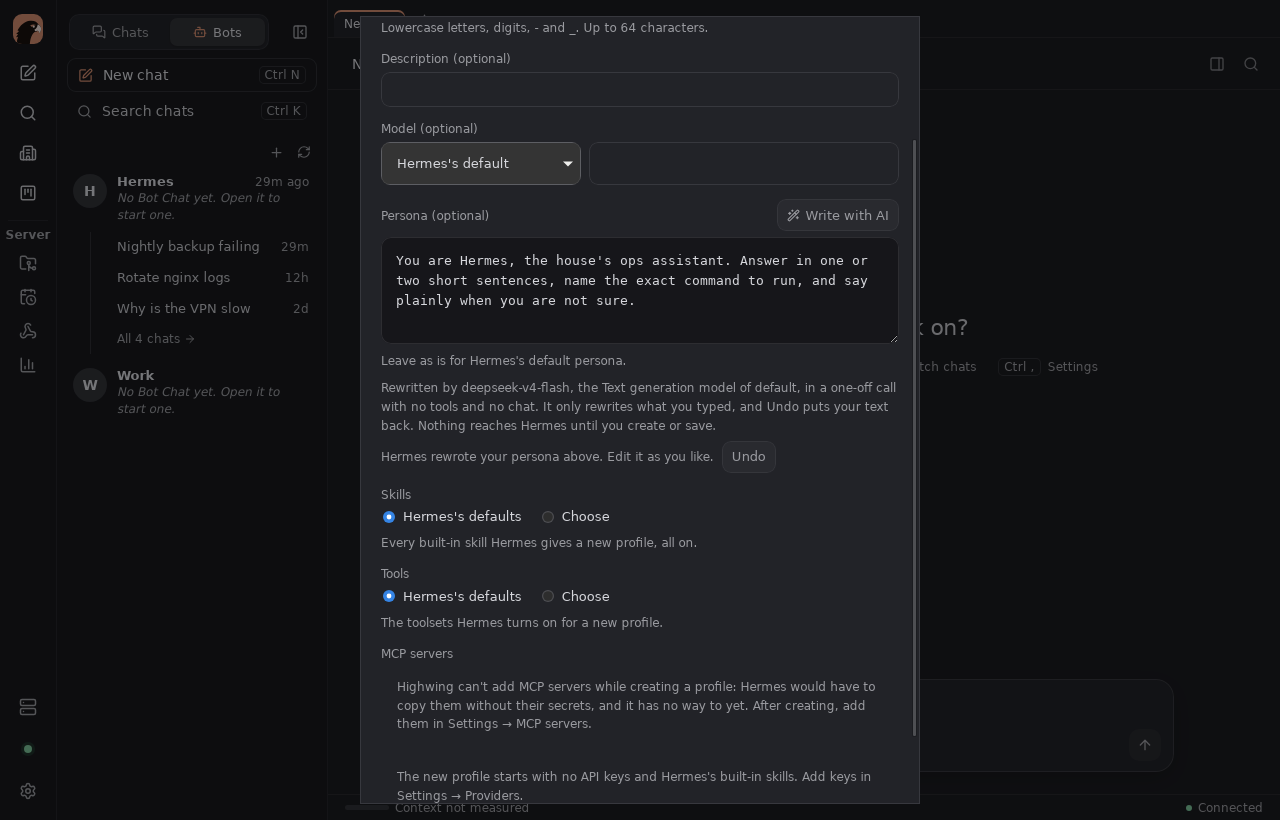 Chats
Bots
New chat
Ctrl N
Search chats
Ctrl K
Hermes
29m ago
No Bot Chat yet. Open it to
start one.
Server
Nightly backup failing
29m
Rotate nginx logs
12h
Why is the VPN slow
2d
All 4 chats →
Work
No Bot Chat yet. Open it to
start one.
Ne
N
Lowercase letters, digits, - and _. Up to 64 characters.
Description (optional)
Model (optional)
Hermes's default
Persona (optional)
Write with AI
You are Hermes, the house's ops assistant. Answer in one or
two short sentences, name the exact command to run, and say
plainly when you are not sure.
Leave as is for Hermes's default persona.
Rewritten by deepseek-v4-flash, the Text generation model of default, in a one-off call
with no tools and no chat. It only rewrites what you typed, and Undo puts your text
back. Nothing reaches Hermes until you create or save.
Hermes rewrote your persona above. Edit it as you like.
Undo
Skills
Hermes's defaults
Choose
Every built-in skill Hermes gives a new profile, all on.
Tools
Hermes's defaults
Choose
The toolsets Hermes turns on for a new profile.
MCP servers
Highwing can't add MCP servers while creating a profile: Hermes would have to
copy them without their secrets, and it has no way to yet. After creating, add
them in Settings → MCP servers.
The new profile starts with no API keys and Hermes's built-in skills. Add keys in
Settings → Providers.
k on?
tch chats
Ctrl ,
Settings
Context not measured
Connected